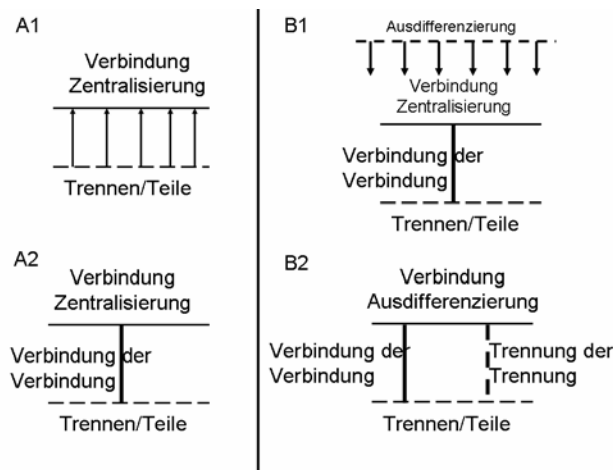 A1
Verbindung
Zentralisierung
Trennen/Teile
A2
Verbindung
Zentralisierung
Verbindung der
Verbindung
Trennen/Teile
B1
Ausdifferenzierung
Verbindung
Zentralisierung
Verbindung der
Verbindung
Trennen/Teile
B2
Verbindung
Ausdifferenzierung
Verbindung der
Verbindung
Trennung der
Trennung
Trennen/Teile